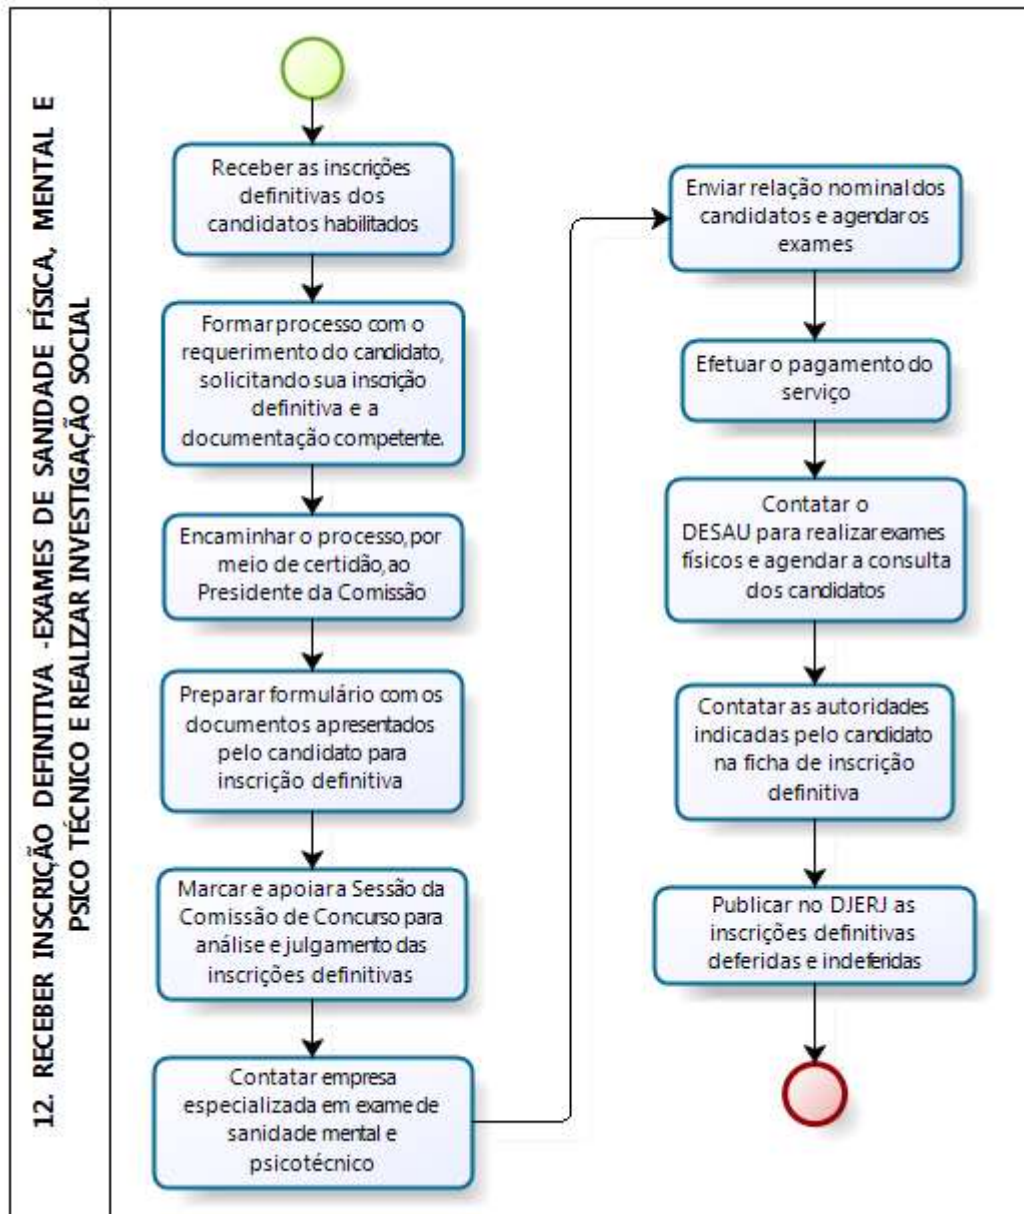 12. RECEBER INSCRIÇÃO DEFINITIVA -EXAMES DE SANIDADE FÍSICA, MENTAL E
PSICO TÉCNICO E REALIZAR INVESTIGAÇÃO SOCIAL
Receber as inscrições
definitivas dos
candidatos habilitados
Formar processo com o
requerimento do candidato,
solicitando sua inscrição
definitiva e a
documentação competente.
Encaminhar o processo, por
meio de certidão, ao
Presidente da Comissão
Preparar formulário com os
documentos apresentados
pelo candidato para
inscrição definitiva
Marcar e apoiar a Sessão da
Comissão de Concurso para
análise e julgamento das
inscrições definitivas
Contatar empresa
especializada em exame de
sanidade mental e
psicotécnico
Enviar relação nominal dos
candidatos e agendar os
exames
Efetuar o pagamento do
serviço
Contatar o
DESAU para realizar exames
físicos e agendar a consulta
dos candidatos
Contatar as autoridades
indicadas pelo candidato
na ficha de inscrição
definitiva
Publicar no DJERJ as
inscrições definitivas
deferidas e indeferidas